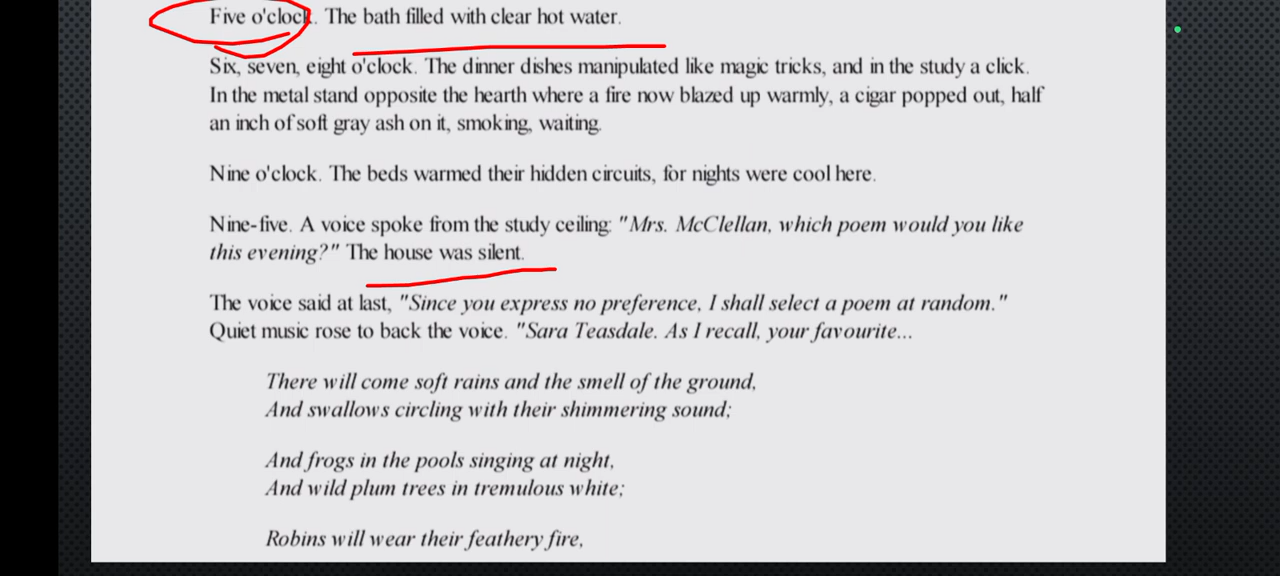 Five o'clock. The bath filled with clear hot water.
Six, seven, eight o'clock. The dinner dishes manipulated like magic tricks, and in the study a click.
In the metal stand opposite the hearth where a fire now blazed up warmly, a cigar popped out, half
an inch of soft gray ash on it, smoking, waiting.
Nine o'clock. The beds warmed their hidden circuits, for nights were cool here.
Nine-five. A voice spoke from the study ceiling: "Mrs. McClellan, which poem would you like
this evening?" The house was silent.
The voice said at last, "Since you express no preference, I shall select a poem at random."
Quiet music rose to back the voice. "Sara Teasdale. As I recall, your favourite...
There will come soft rains and the smell of the ground,
And swallows circling with their shimmering sound;
And frogs in the pools singing at night,
And wild plum trees in tremulous white;
Robins will wear their feathery fire,